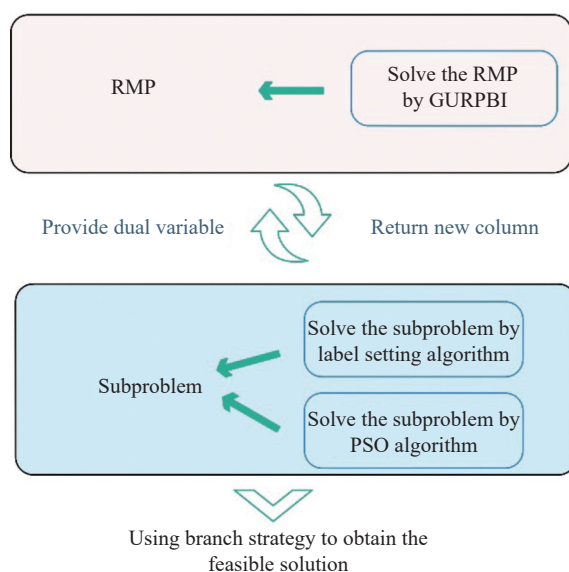 RMP
Solve the RMP
by GURPBI
Provide dual variable
Return new column
Subproblem
Solve the subproblem by
label setting algorithm
Solve the subproblem by
PSO algorithm
Using branch strategy to obtain the
feasible solution